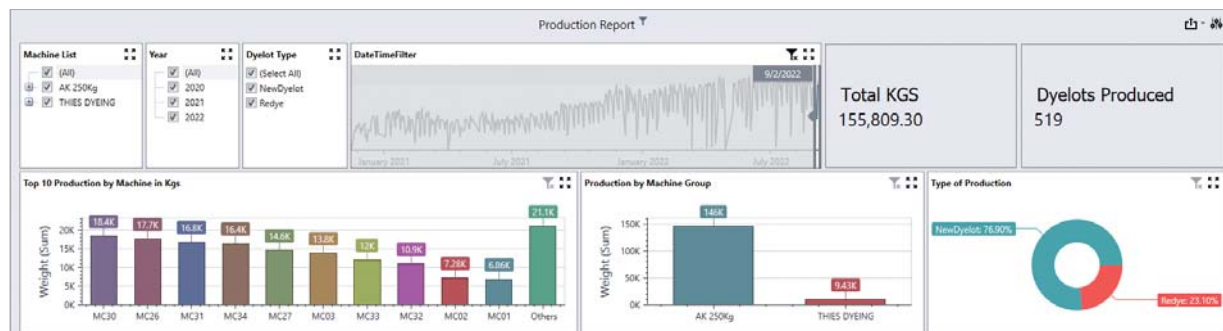 Production Report
Machine List
(All)
AK 250Kg
THIES DYEING
Year
(All)
2020
2021
2022
Dyelot Type
(Select All)
NewDyelot
Redye
DateTimeFilter
9/2/2022
January 2021
July 2021
January 2022
July 2022
Total KGS
155,809.30
Dyelots Produced
519
Top 10 Production by Machine in Kgs
Weight (Sum)
20K
15K
10K
5K
0K
18.4K
17.7K
16.8K
16.4K
14.6K
13.8K
12K
10.9K
7.28K
6.86K
21.1K
MC30
MC26
MC31
MC34
MC27
MC03
MC33
MC32
MC02
MC01
Others
Production by Machine Group
Weight (Sum)
150K
100K
50K
0K
146K
9.43K
AK 250Kg
THIES DYEING
Type of Production
NewDyelot: 76.90%
Redye: 23.10%